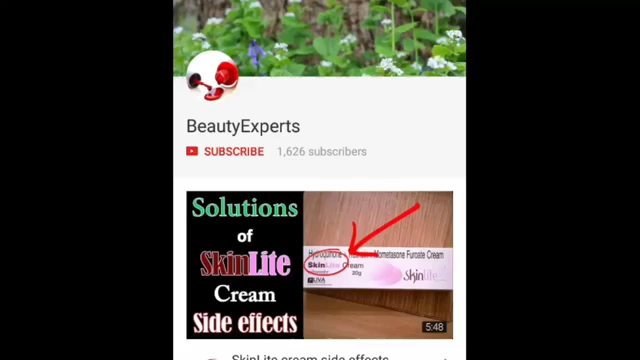 BeautyExperts
SUBSCRIBE 1,626 subscribers
Solutions
of
SkinLite
Cream
Side effects
Hydroquinone Mometasone Furoate Cream
SkinLite Cream
20g
SkinLite
5:48
SkinLite cream side effects